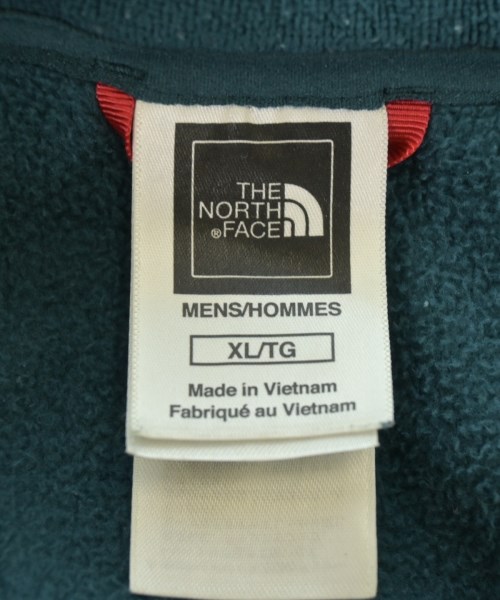 THE
NORTH
®FACE
MENS/HOMMES
XL/TG
Made in Vietnam
Fabriqué au Vietnam